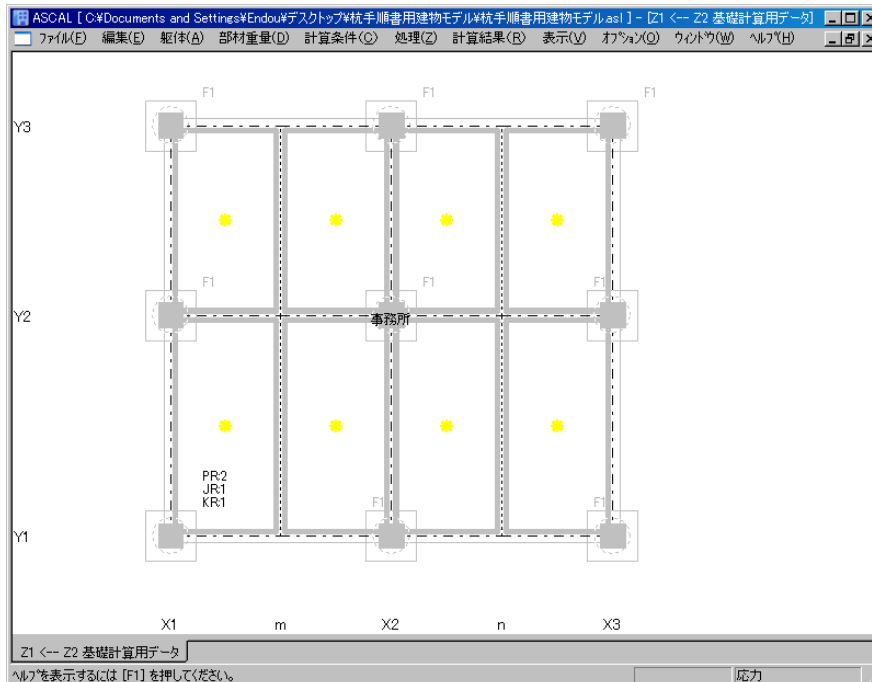 ASCAL [ C:¥Documents and Settings¥Endou¥デスクトップ¥杭手順書用建物モデル¥杭手順書用建物モデル.asl ] - [Z1 <-- Z2 基礎計算用データ]
ファイル(F) 編集(E) 躯体(A) 部材重量(D) 計算条件(C) 処理(Z) 計算結果(R) 表示(V) オプション(O) ウィンドウ(W) ヘルプ(H)
F1 F1 F1
Y3
F1 F1 F1
Y2
事務所
PR:2
JR:1
KR:1
F1 F1
Y1
X1 m X2 n X3
Z1 <-- Z2 基礎計算用データ
ヘルプを表示するには [F1] を押してください。
応力